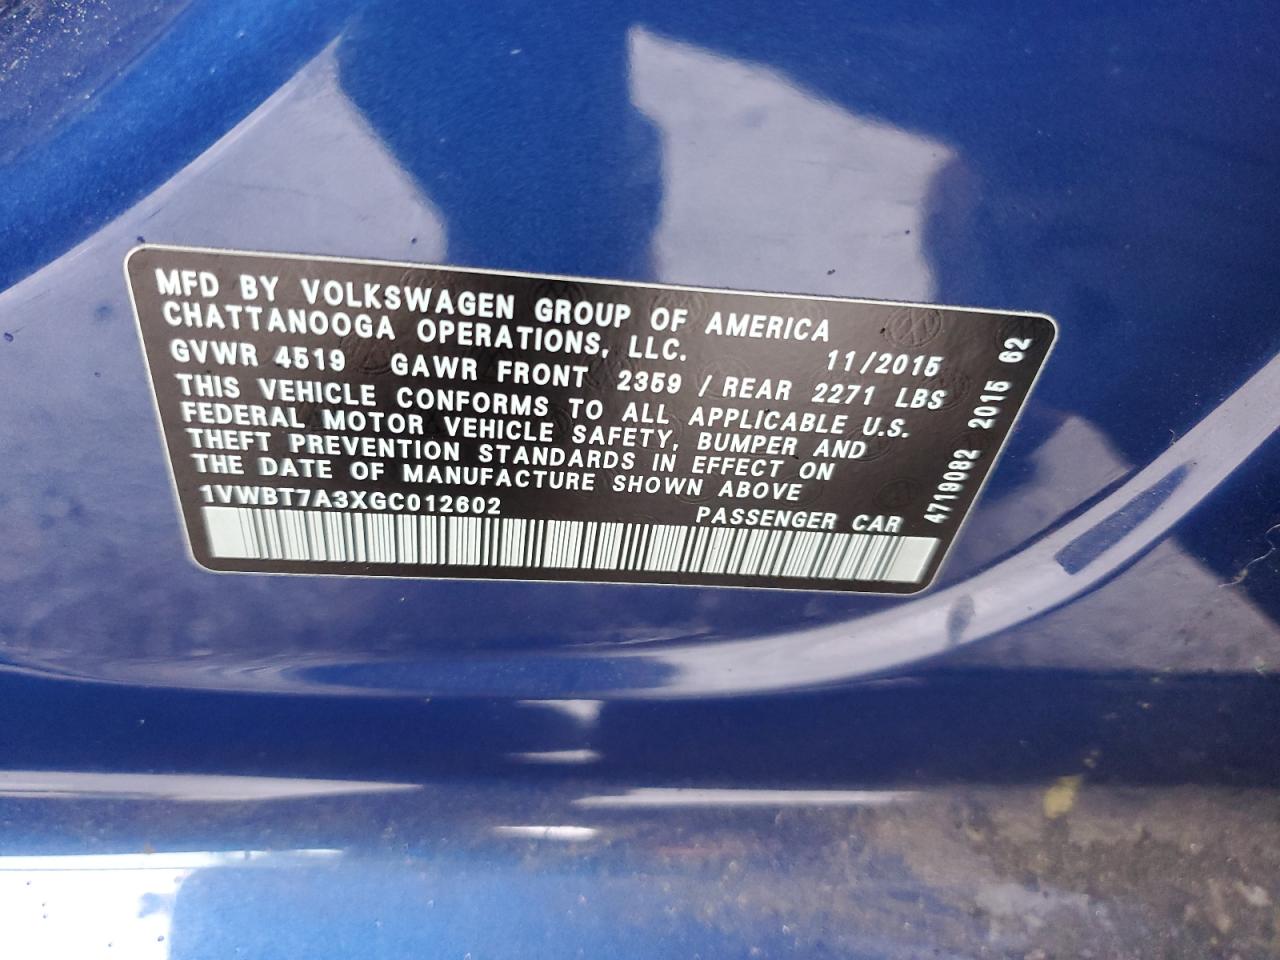 MFD BY VOLKSWAGEN GROUP OF AMERICA
CHATTANOOGA OPERATIONS, LLC.
11/2015
GVWR 4519 GAWR FRONT 2359 / REAR 2271 LBS
THIS VEHICLE CONFORMS TO ALL APPLICABLE U.S.
FEDERAL MOTOR VEHICLE SAFETY, BUMPER AND
THEFT PREVENTION STANDARDS IN EFFECT ON
THE DATE OF MANUFACTURE SHOWN ABOVE
1VWBT7A3XGC012602
PASSENGER CAR
4719082 2015 62